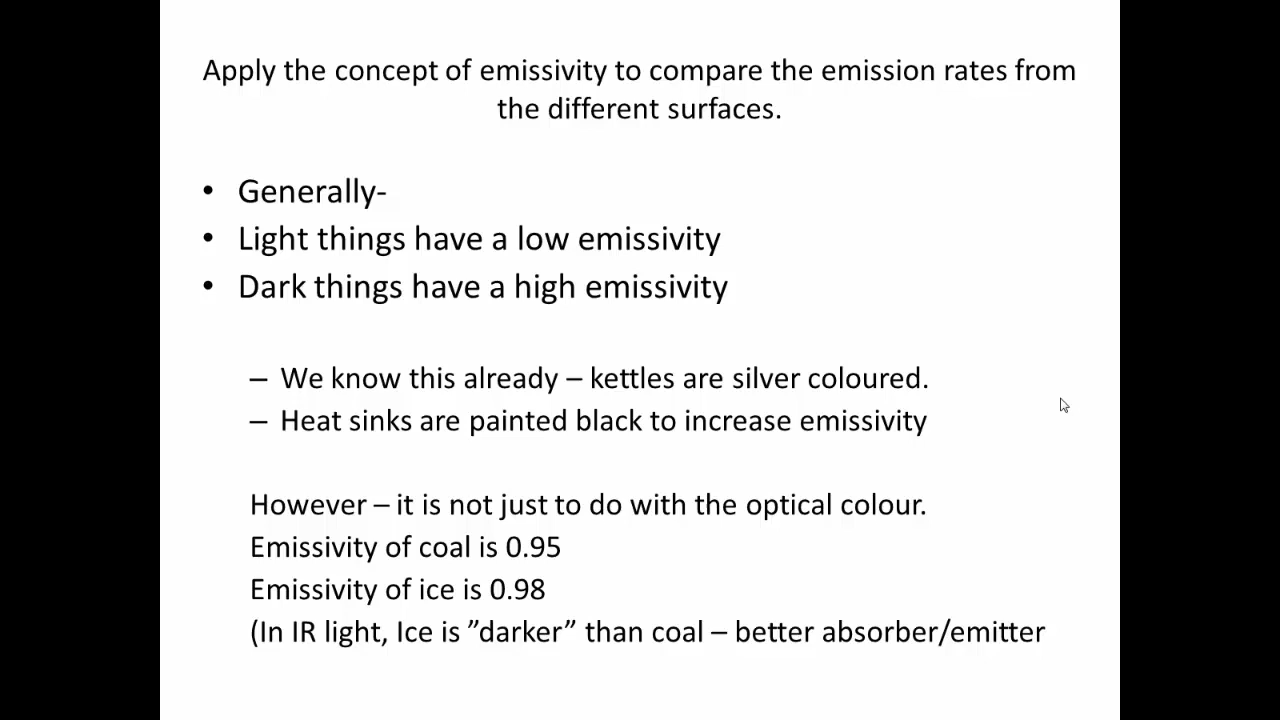 Apply the concept of emissivity to compare the emission rates from
the different surfaces.
• Generally-
• Light things have a low emissivity
• Dark things have a high emissivity
– We know this already – kettles are silver coloured.
– Heat sinks are painted black to increase emissivity
However – it is not just to do with the optical colour.
Emissivity of coal is 0.95
Emissivity of ice is 0.98
(In IR light, Ice is ”darker” than coal – better absorber/emitter